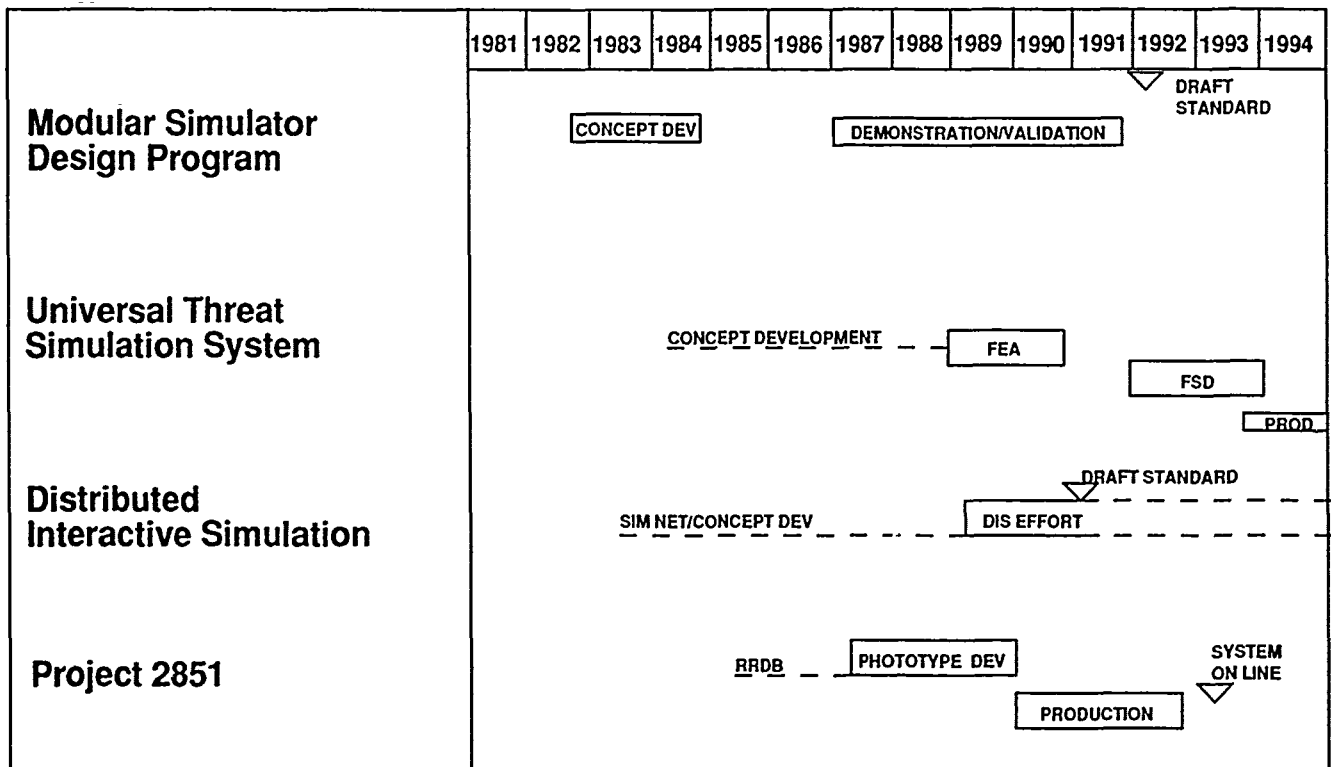 1981 1982 1983 1984 1985 1986 1987 1988 1989 1990 1991 1992 1993 1994
DRAFT
STANDARD
Modular Simulator
Design Program
CONCEPT DEV
DEMONSTRATION/VALIDATION
Universal Threat
Simulation System
CONCEPT DEVELOPMENT
FEA
FSD
PROD
Distributed
Interactive Simulation
DRAFT STANDARD
SIM NET/CONCEPT DEV
DIS EFFORT
Project 2851
RRDB
PHOTOTYPE DEV
SYSTEM
ON LINE
PRODUCTION